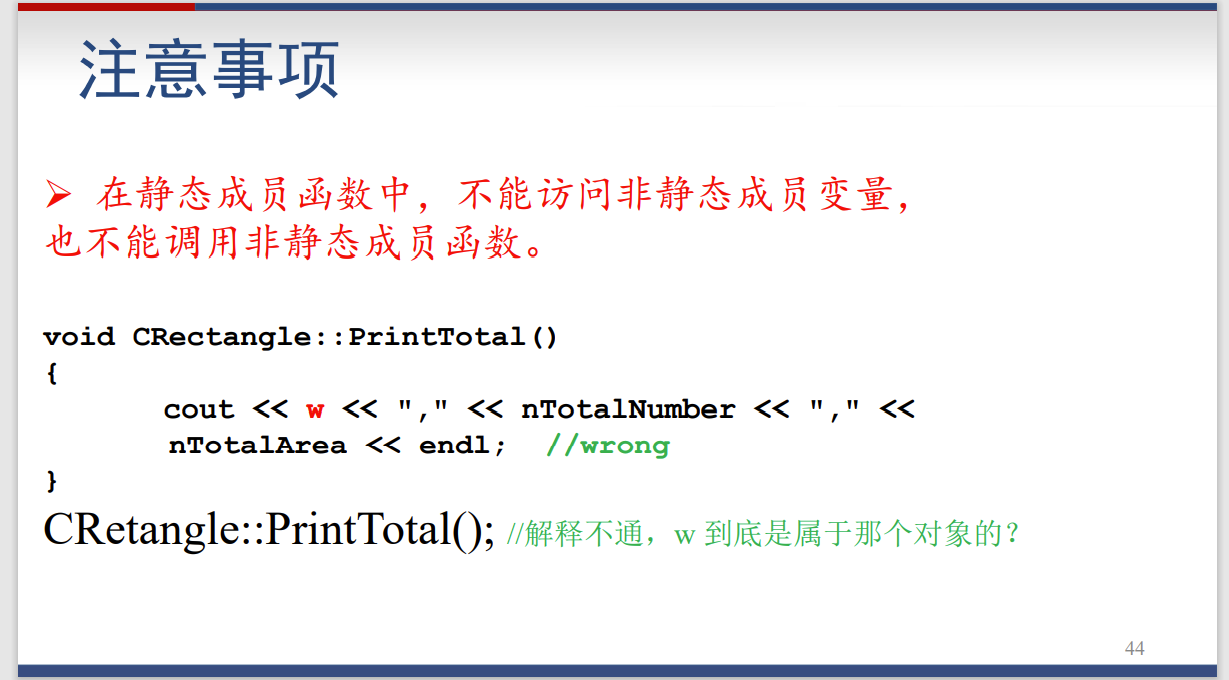 注意事项
➢ 在静态成员函数中，不能访问非静态成员变量，
也不能调用非静态成员函数。
void CRectangle::PrintTotal()
{
cout << w << "," << nTotalNumber << "," <<
nTotalArea << endl; //wrong
}
CRetangle::PrintTotal(); //解释不通，w 到底是属于那个对象的？
44